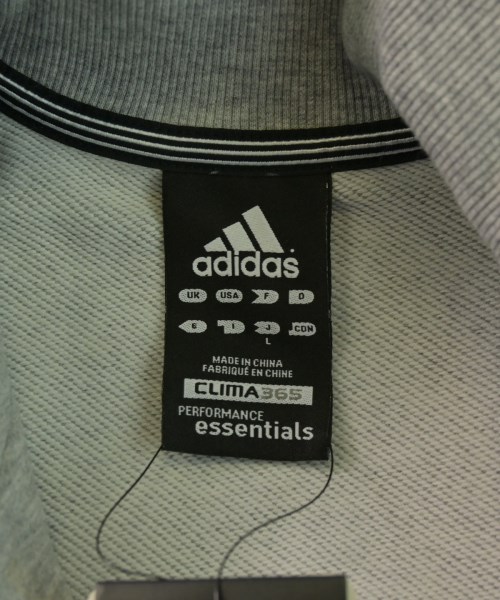 adidas
UK USA F D
E I J CDN
L
MADE IN CHINA
FABRIQUÉ EN CHINE
CLIMA365
PERFORMANCE
essentials